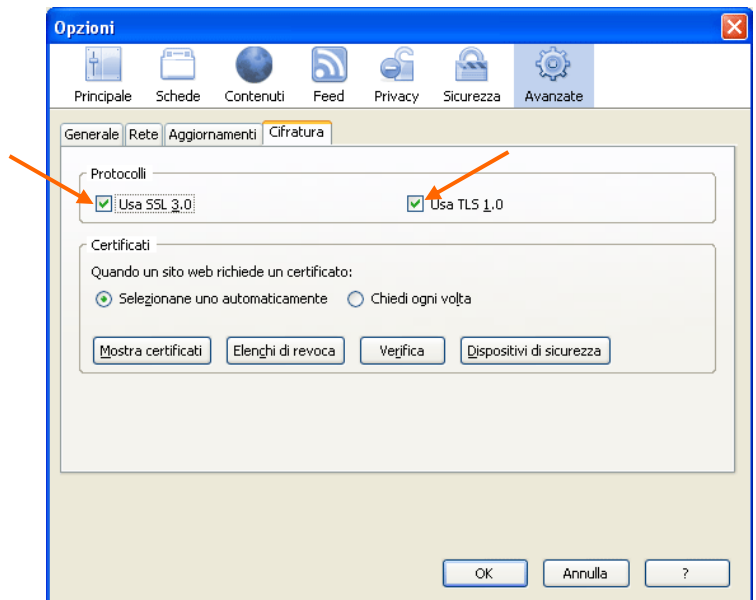 Opzioni
Principale Schede Contenuti Feed Privacy Sicurezza Avanzate
Generale Rete Aggiornamenti Cifratura
Protocolli
Usa SSL 3.0 Usa TLS 1.0
Certificati
Quando un sito web richiede un certificato:
Selezionane uno automaticamente Chiedi ogni volta
Mostra certificati Elenchi di revoca Verifica Dispositivi di sicurezza
OK Annulla ?